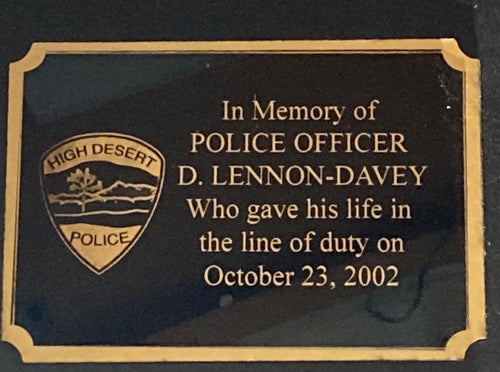 HIGH DESERT
POLICE
In Memory of
POLICE OFFICER
D. LENNON-DAVEY
Who gave his life in
the line of duty on
October 23, 2002